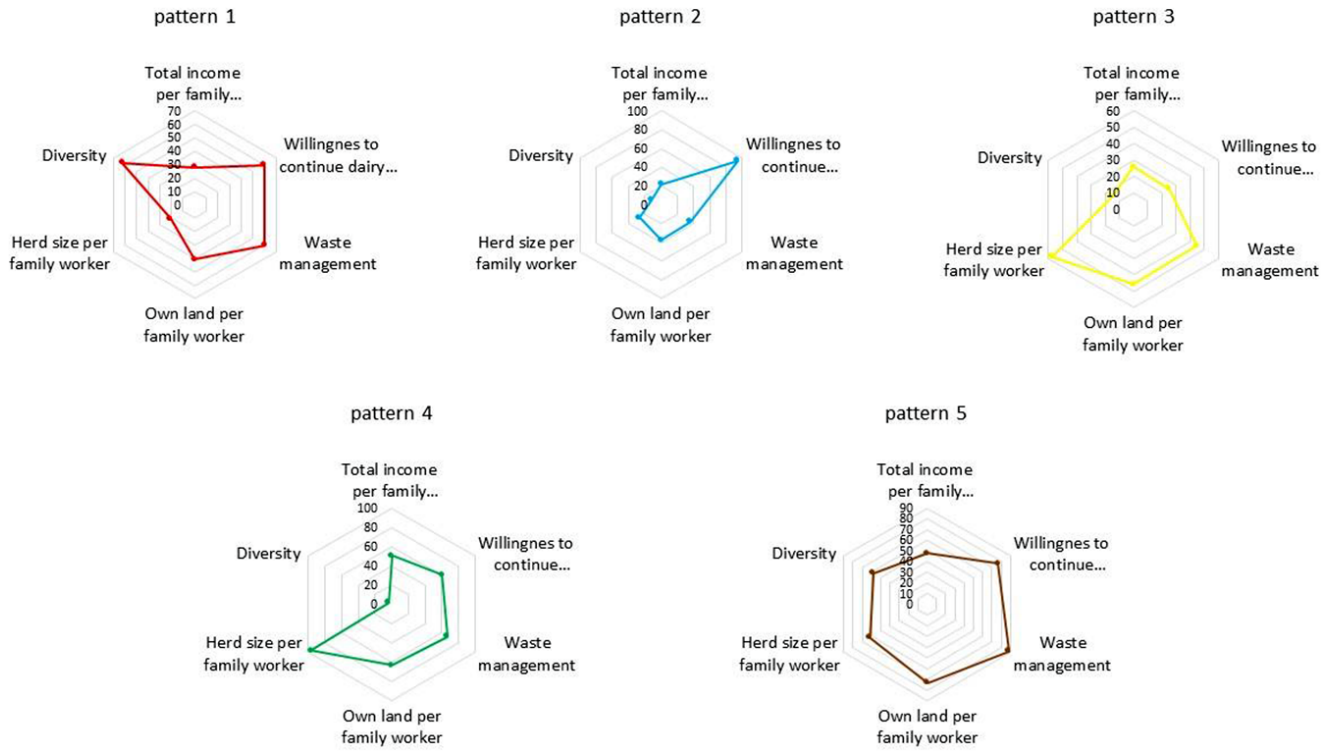 pattern 1
Total income
per family...
70
60
50
40
30
20
10
0
Willingnes to
continue dairy...
Waste
management
Own land per
family worker
Herd size per
family worker
Diversity
pattern 2
Total income
per family...
100
80
60
40
20
0
Willingnes to
continue...
Waste
management
Own land per
family worker
Herd size per
family worker
Diversity
pattern 3
Total income
per family...
60
50
40
30
20
10
0
Willingnes to
continue...
Waste
management
Own land per
family worker
Herd size per
family worker
Diversity
pattern 4
Total income
per family...
100
80
60
40
20
0
Willingnes to
continue...
Waste
management
Own land per
family worker
Herd size per
family worker
Diversity
pattern 5
Total income
per family...
90
80
70
60
50
40
30
20
10
0
Willingnes to
continue...
Waste
management
Own land per
family worker
Herd size per
family worker
Diversity